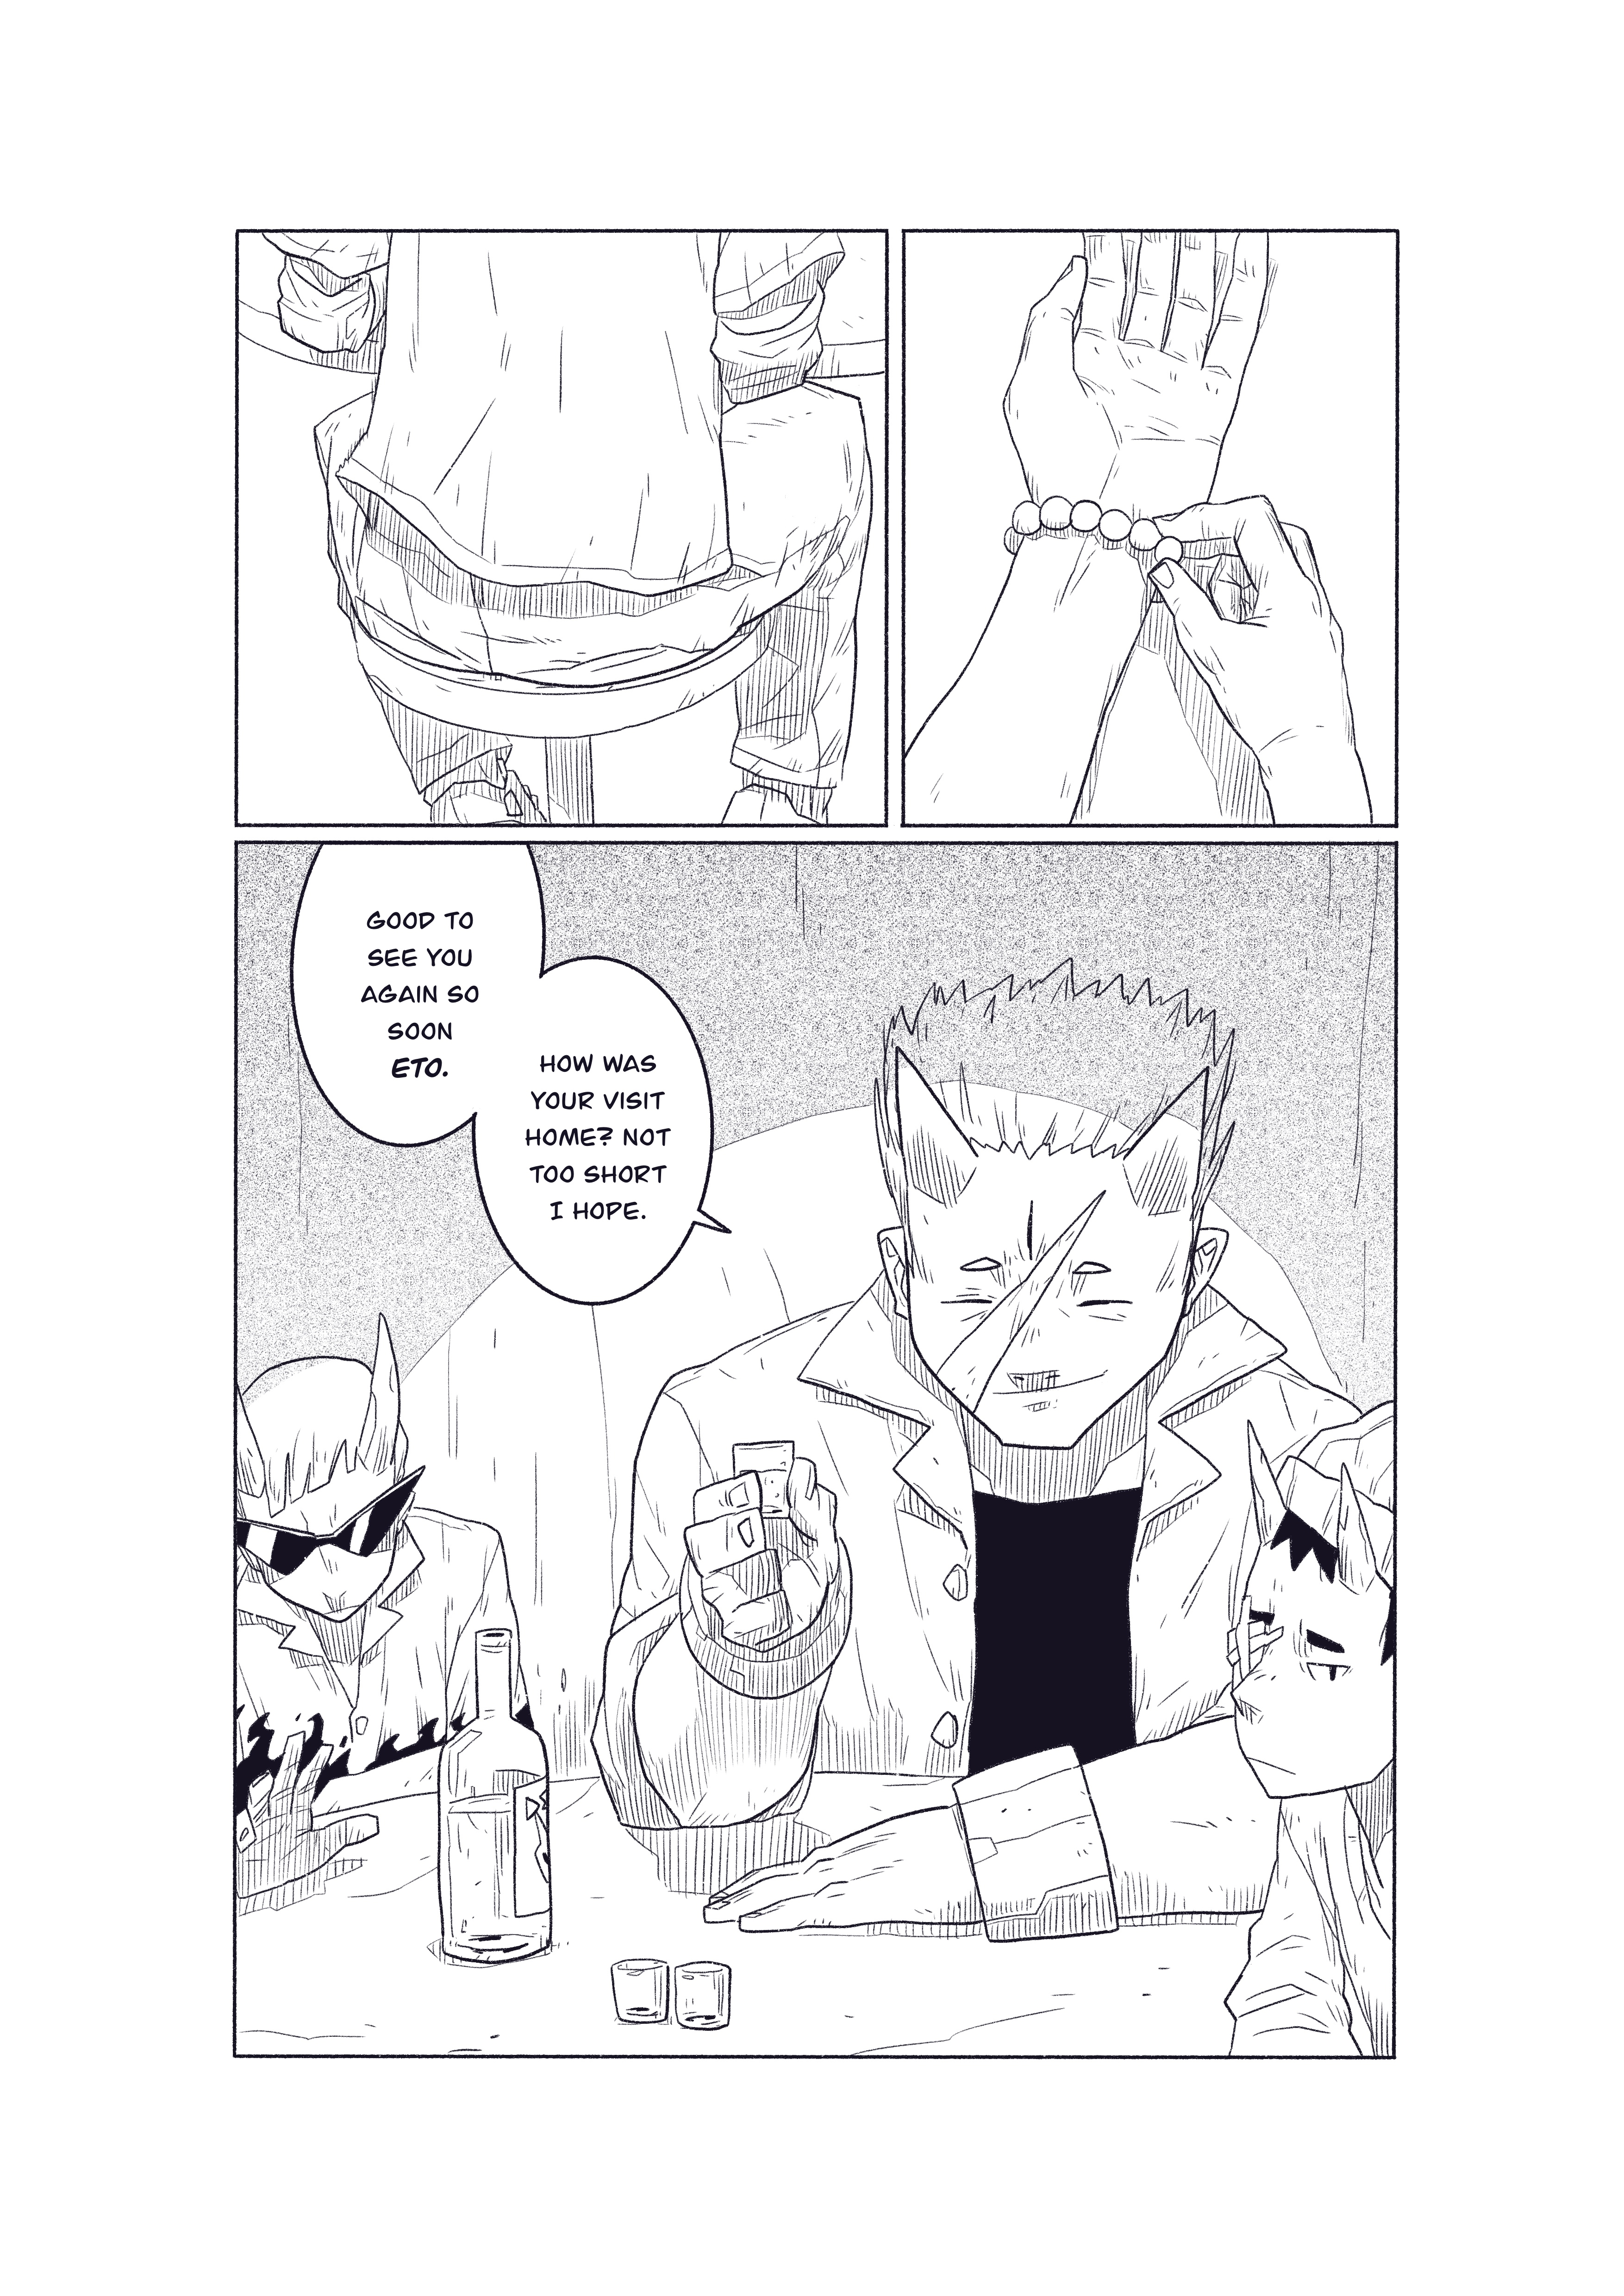 GOOD TO
SEE YOU
AGAIN SO
SOON
ETO.
HOW WAS
YOUR VISIT
HOME? NOT
TOO SHORT
I HOPE.